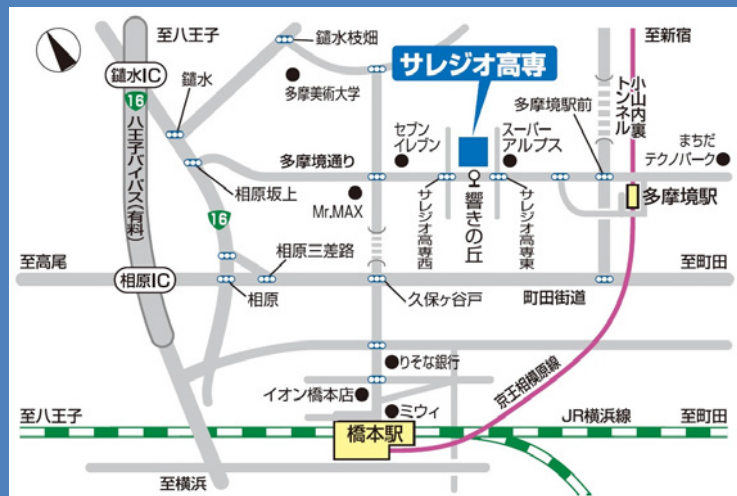 至八王子
鑓水枝畑
サレジオ高専
至新宿
鑓水IC
16
鑓水
多摩美術大学
多摩境駅前
小山内裏
トンネル
八王子バイパス(有料)
セブン
イレブン
スーパー
アルプス
まちだ
テクノパーク
多摩境通り
相原坂上
Mr.MAX
サレジオ高専西
響きの丘
サレジオ高専東
多摩境駅
16
至高尾
相原三差路
至町田
相原IC
相原
久保ヶ谷戸
町田街道
りそな銀行
京王相模原線
イオン橋本店
至八王子
ミウィ
JR横浜線
至町田
橋本駅
至横浜